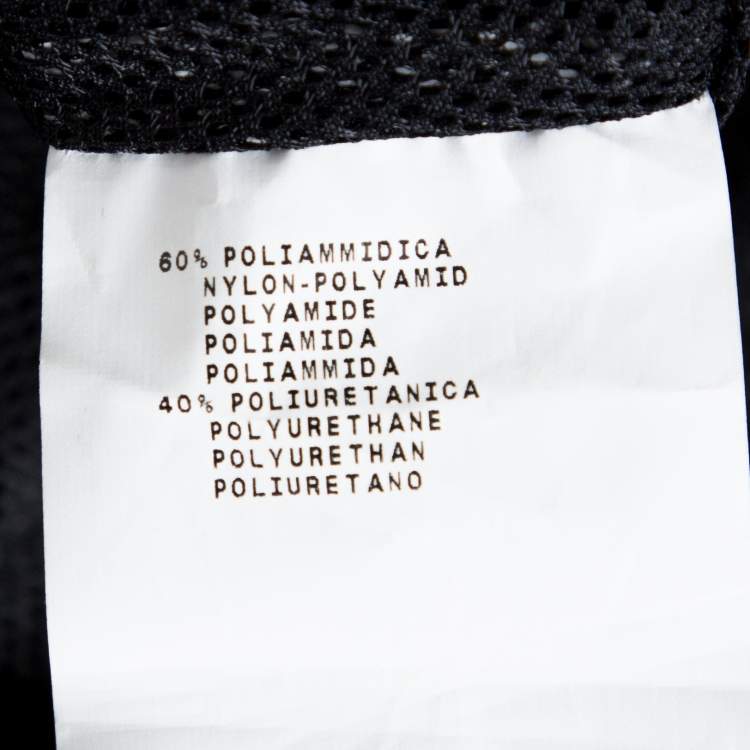 60% POLIAMMIDICA
NYLON-POLYAMID
POLYAMIDE
POLIAMIDA
POLIAMMIDA
40% POLIURETANICA
POLYURETHANE
POLYURETHAN
POLIURETANO